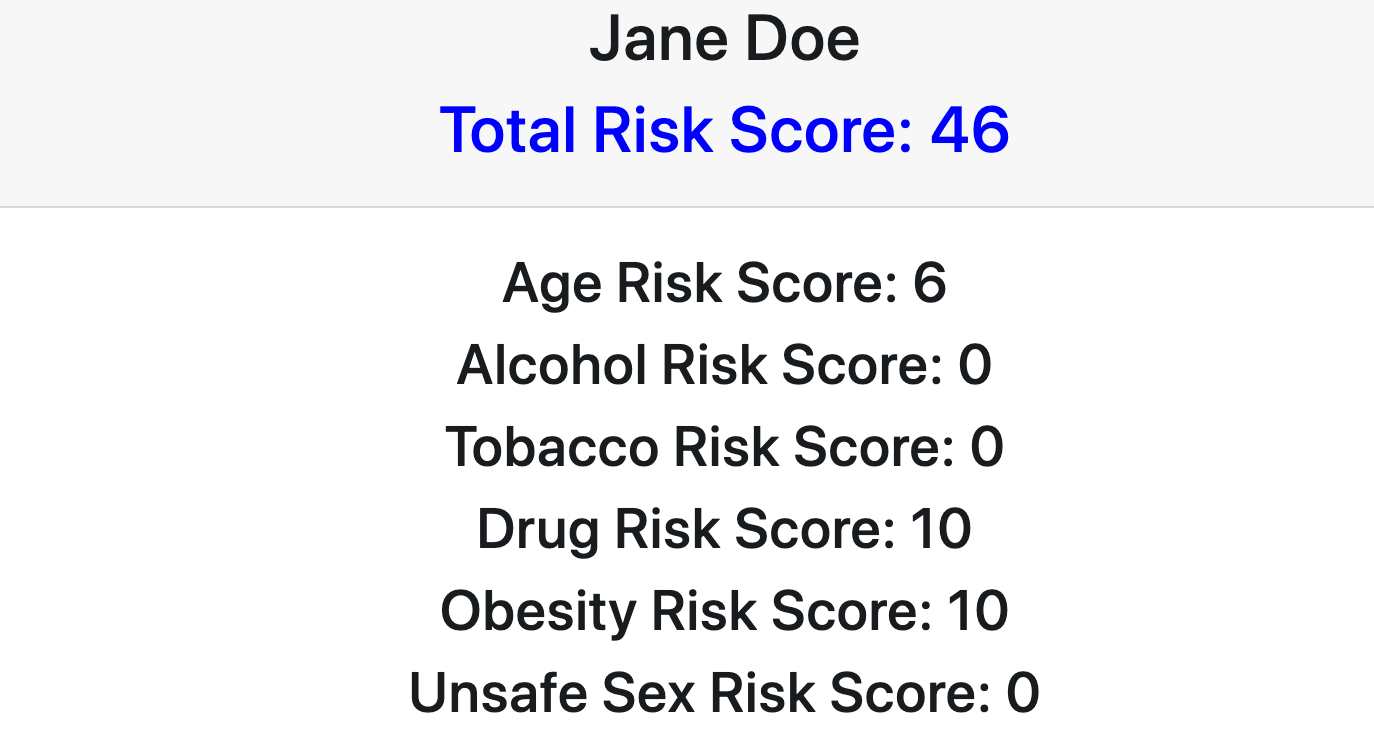 Jane Doe
Total Risk Score: 46
Age Risk Score: 6
Alcohol Risk Score: 0
Tobacco Risk Score: 0
Drug Risk Score: 10
Obesity Risk Score: 10
Unsafe Sex Risk Score: 0